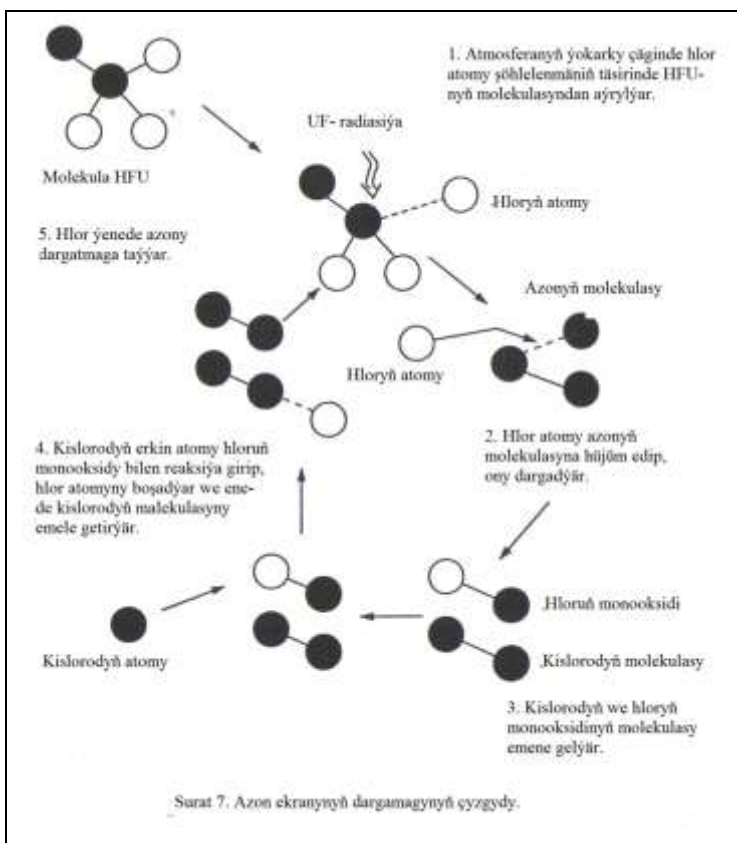 1. Atmosferanyň ýokarky çäginde hlor
atomy şöhlelenmäniň täsirinde HFU-
nyň molekulasyndan aýrylýar.
UF- radiasiýa
Molekula HFU
Hloryň atomy
5. Hlor ýenede azony
dargatmaga taýýar.
Azonyň molekulasy
Hloryň atomy
2. Hlor atomy azonyň
molekulasyna hüjüm edip,
ony dargadýär.
4. Kislorodyň erkin atomy hloruň
monooksidy bilen reaksiýa girip,
hlor atomyny boşadýar we ene-
de kislorodyň malekulasyny
emele getirýär.
Hloruň monooksidi
Kislorodyň atomy
Kislorodyň molekulasy
3. Kislorodyň we hloryň
monooksidinyň molekulasy
emene gelýär.
Surat 7. Azon ekranynyň dargamagynyň çyzgydy.